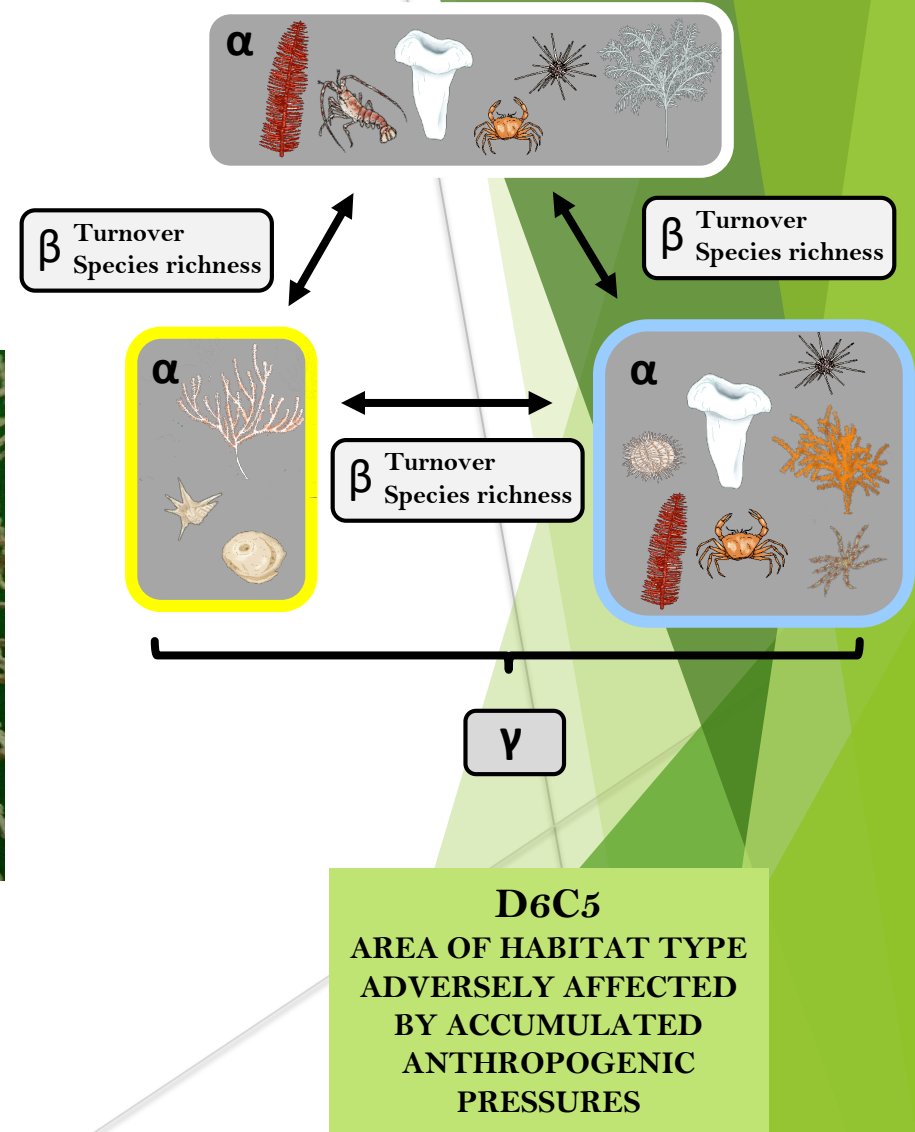 α
β Turnover
Species richness
β Turnover
Species richness
α
α
β Turnover
Species richness
γ
D6C5
AREA OF HABITAT TYPE
ADVERSELY AFFECTED
BY ACCUMULATED
ANTHROPOGENIC
PRESSURES